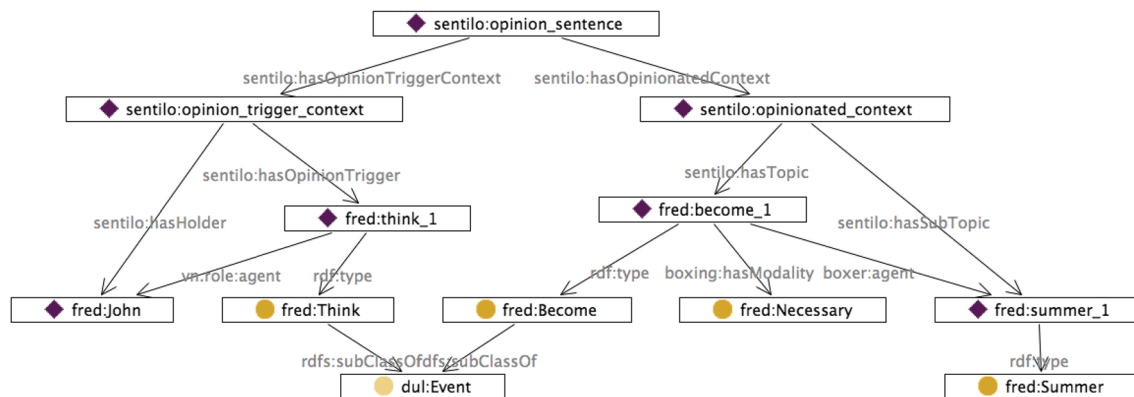 sentilo:opinion_sentence
sentilo:hasOpinionTriggerContext
sentilo:hasOpinionatedContext
sentilo:opinion_trigger_context
sentilo:opinionated_context
sentilo:hasOpinionTrigger
sentilo:hasTopic
fred:think_1
fred:become_1
sentilo:hasHolder
sentilo:hasSubTopic
vn.role:agent
rdf:type
rdf:type
boxing:hasModality
boxer:agent
fred:John
fred:Think
fred:Become
fred:Necessary
fred:summer_1
rdfs:subClassOfdfs:subClassOf
rdf:type
dul:Event
fred:Summer